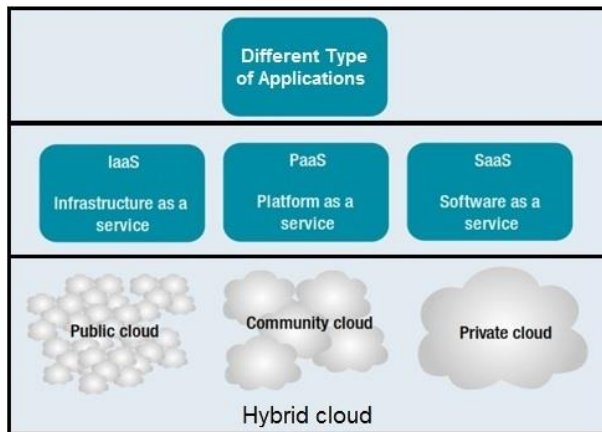 Different Type
of Applications
IaaS
Infrastructure as a
service
PaaS
Platform as a
service
SaaS
Software as a
service
Public cloud
Community cloud
Private cloud
Hybrid cloud